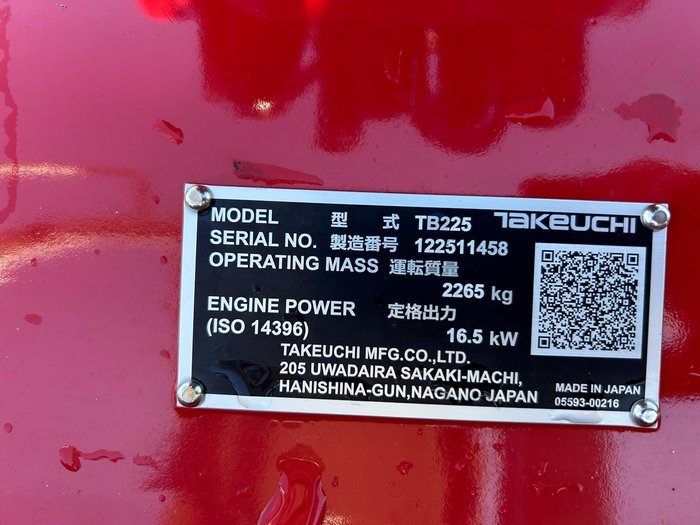 MODEL 型 式 TB225 TAKEUCHI
SERIAL NO. 製造番号 122511458
OPERATING MASS 運転質量
2265 kg
ENGINE POWER 定格出力
(ISO 14396) 16.5 kW
TAKEUCHI MFG.CO.,LTD.
205 UWADAIRA SAKAKI-MACHI,
HANISHINA-GUN,NAGANO JAPAN
MADE IN JAPAN
05593-00216